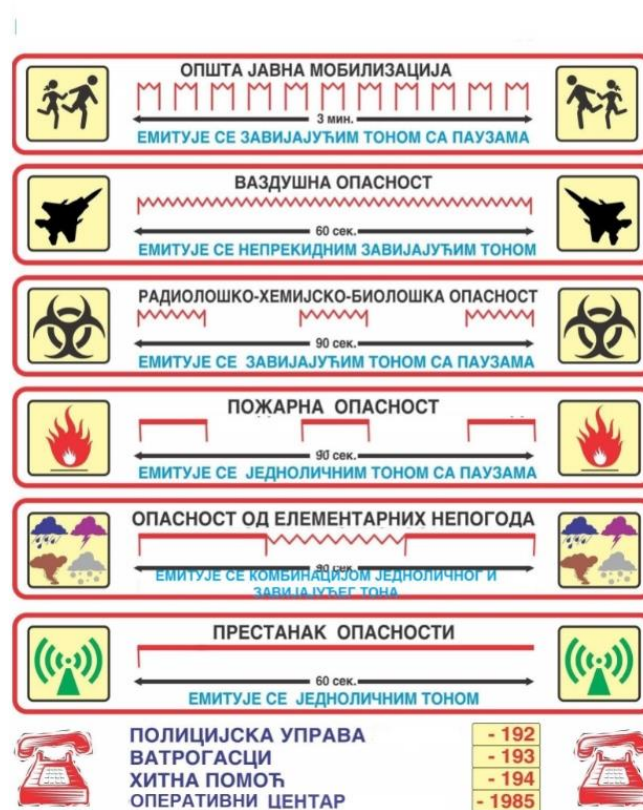 ОПШТА ЈАВНА МОБИЛИЗАЦИЈА
3 мин.
ЕМИТУЈЕ СЕ ЗАВИЈАЈУЋИМ ТОНОМ СА ПАУЗАМА
ВАЗДУШНА ОПАСНОСТ
60 сек.
ЕМИТУЈЕ СЕ НЕПРЕКИДНИМ ЗАВИЈАЈУЋИМ ТОНОМ
РАДИОЛОШКО-ХЕМИЈСКО-БИОЛОШКА ОПАСНОСТ
90 сек.
ЕМИТУЈЕ СЕ ЗАВИЈАЈУЋИМ ТОНОМ СА ПАУЗАМА
ПОЖАРНА ОПАСНОСТ
90 сек.
ЕМИТУЈЕ СЕ ЈЕДНОЛИЧНИМ ТОНОМ СА ПАУЗАМА
ОПАСНОСТ ОД ЕЛЕМЕНТАРНИХ НЕПОГОДА
90 сек
ЕМИТУЈЕ СЕ КОМБИНАЦИЈОМ ЈЕДНОЛИЧНОГ И
ЗАВИЈАЈУЋЕГ ТОНА
ПРЕСТАНАК ОПАСНОСТИ
60 сек.
ЕМИТУЈЕ СЕ ЈЕДНОЛИЧНИМ ТОНОМ
ПОЛИЦИЈСКА УПРАВА - 192
ВАТРОГАСЦИ - 193
ХИТНА ПОМОЋ - 194
ОПЕРАТИВНИ ЦЕНТАР - 1985